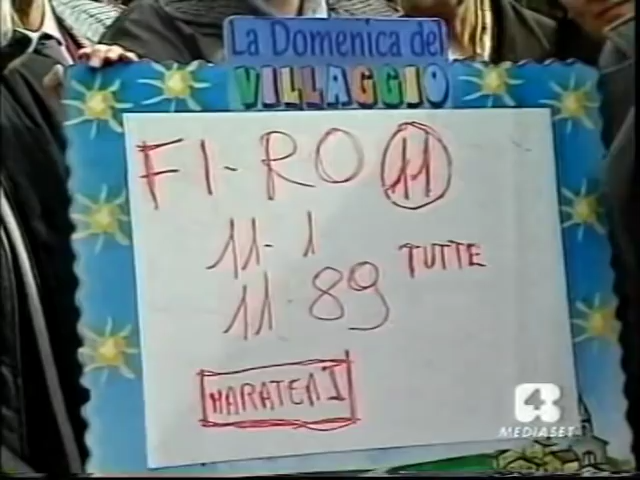 La Domenica del
VILLAGGIO
FI-RO 11
11-1
11 89 TUTTE
MARATEA I
4
MEDIASET